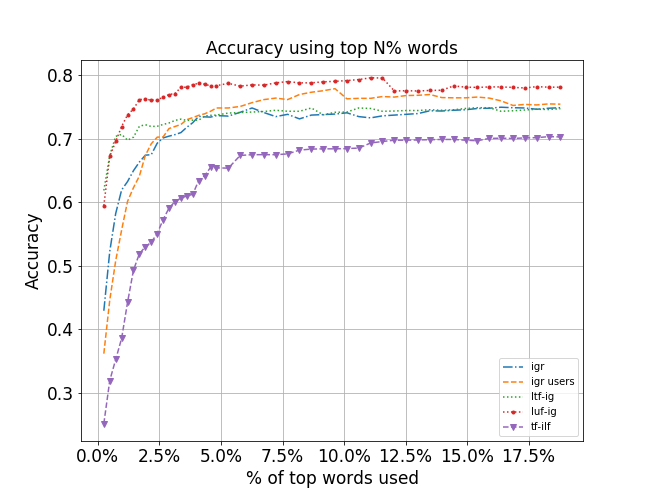 Accuracy using top N% words
0.8
0.7
0.6
0.5
0.4
0.3
Accuracy
igr
igr users
ltf-ig
luf-ig
tf-ilf
0.0% 2.5% 5.0% 7.5% 10.0% 12.5% 15.0% 17.5%
% of top words used